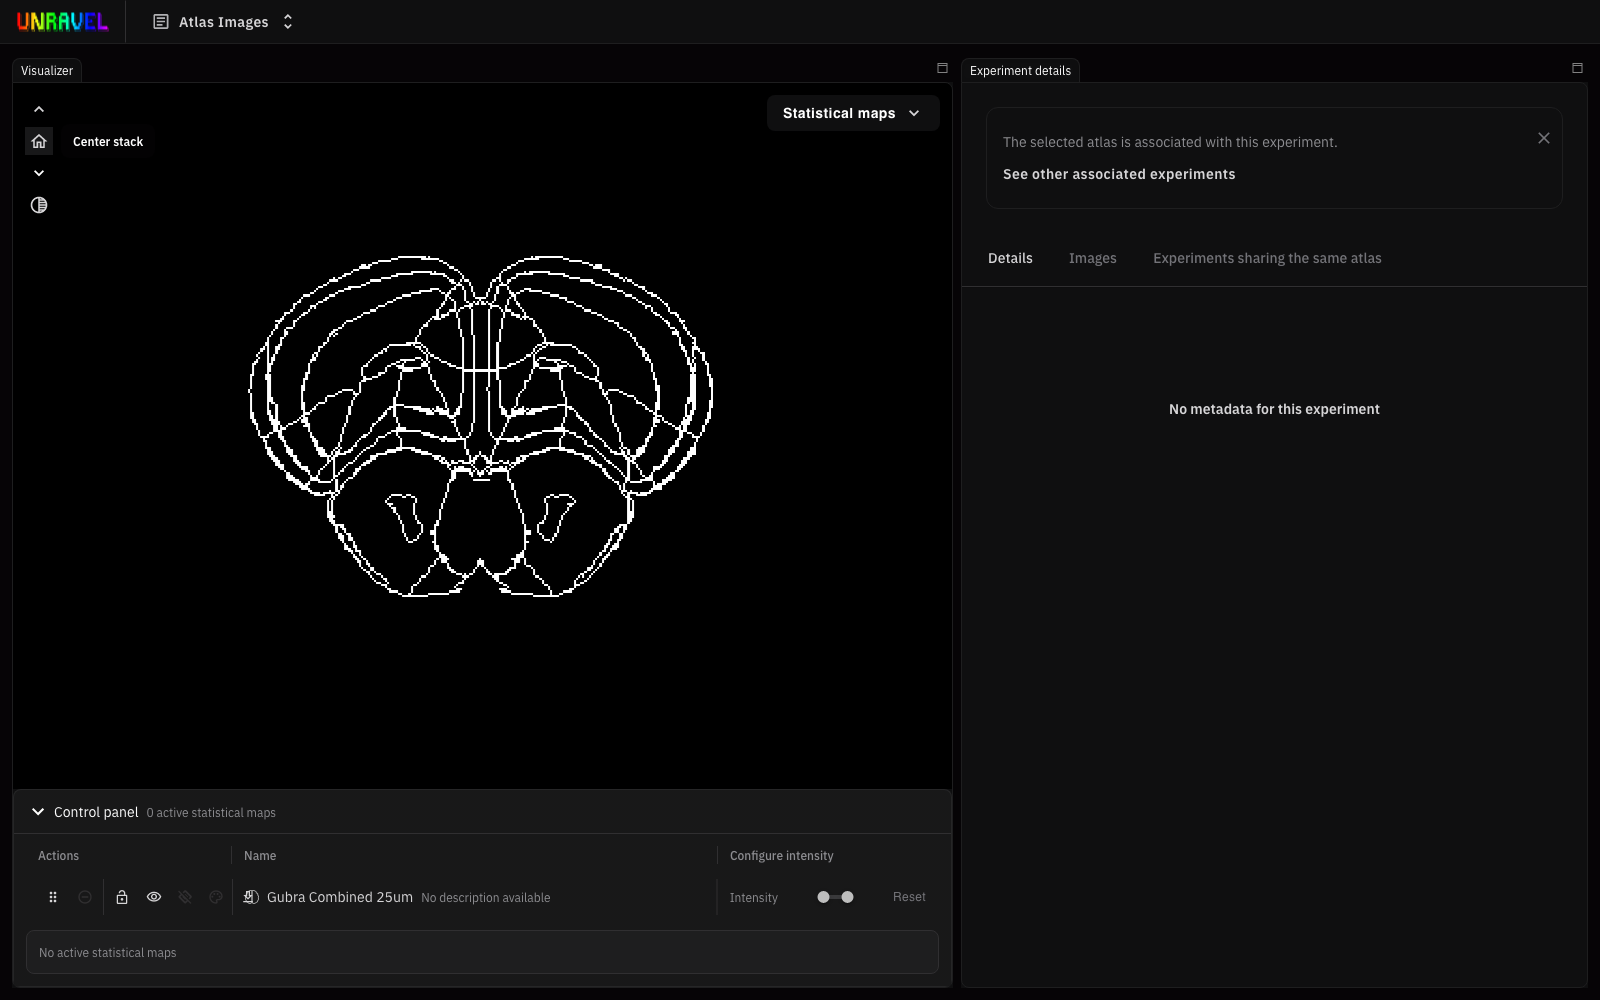 UNRAVEL
Atlas Images
Visualizer
Statistical maps
Center stack
Control panel 0 active statistical maps
Actions Name Configure intensity
Gubra Combined 25um No description available Intensity Reset
No active statistical maps
Experiment details
The selected atlas is associated with this experiment.
See other associated experiments
Details Images Experiments sharing the same atlas
No metadata for this experiment